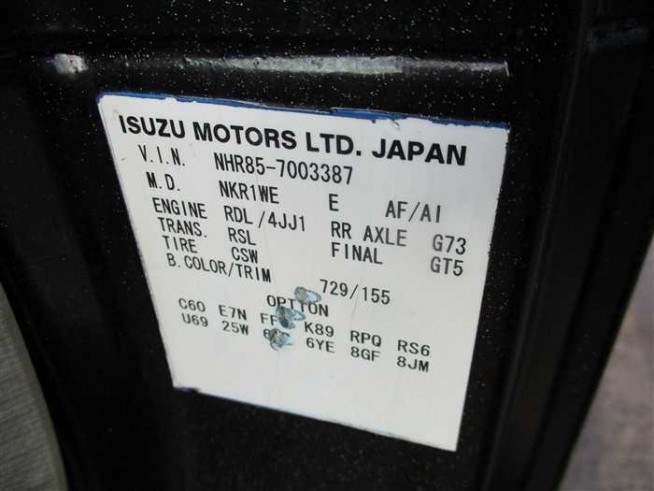 ISUZU MOTORS LTD. JAPAN
V.I.N. NHR85-7003387
M.D. NKR1WE E AF/AI
ENGINE RDL/4JJ1 RR AXLE G73
TRANS. RSL FINAL GT5
TIRE CSW
B.COLOR/TRIM 729/155
OPTION
C60 E7N K89 RPQ RS6
U69 25W 6YE 8GF 8JM